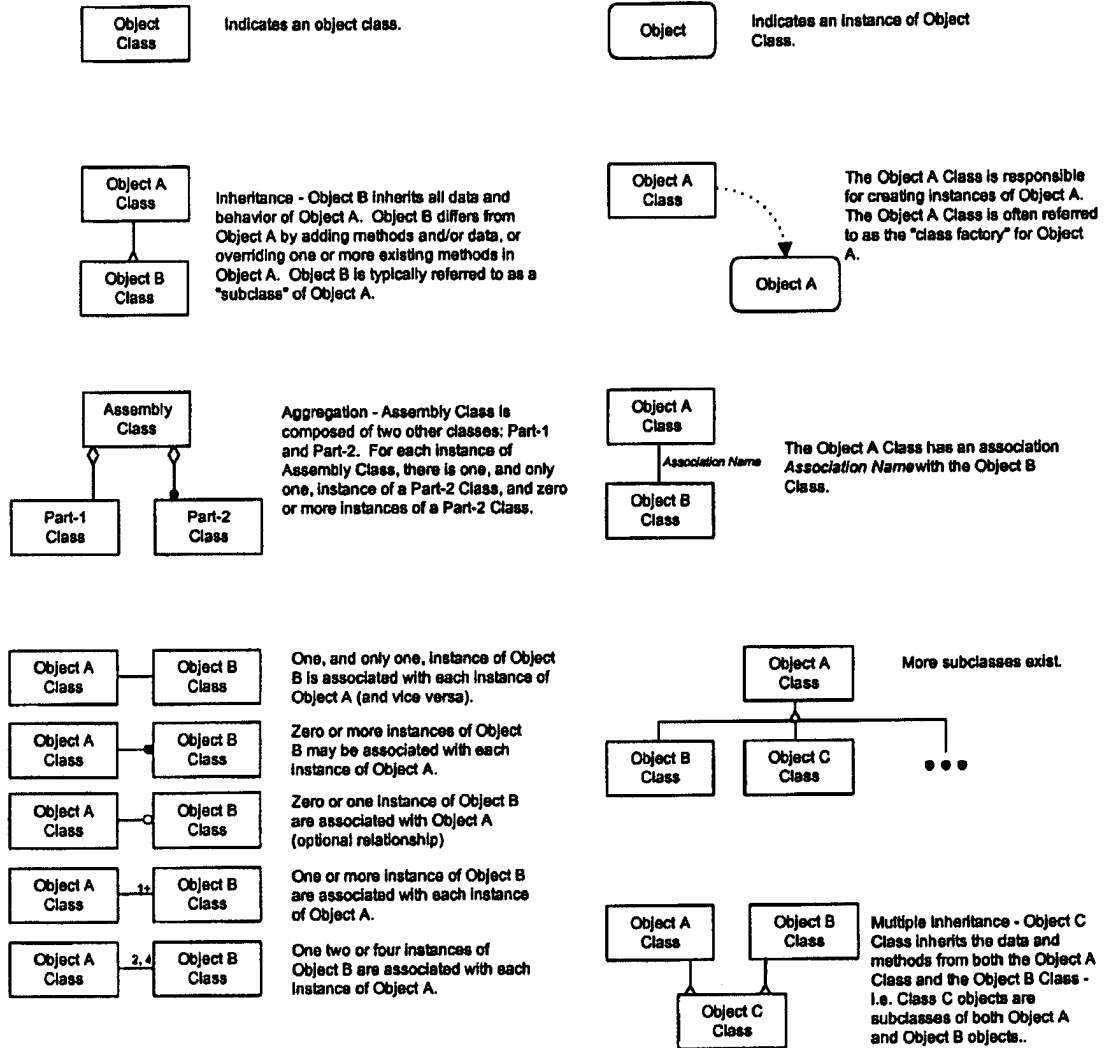 Object
Class
Indicates an object class.
Object
Indicates an instance of Object
Class.
Object A
Class
Object B
Class
Inheritance - Object B inherits all data and
behavior of Object A. Object B differs from
Object A by adding methods and/or data, or
overriding one or more existing methods in
Object A. Object B is typically referred to as a
"subclass" of Object A.
Object A
Class
Object A
The Object A Class is responsible
for creating instances of Object A.
The Object A Class is often referred
to as the "class factory" for Object
A.
Assembly
Class
Part-1
Class
Part-2
Class
Aggregation - Assembly Class is
composed of two other classes: Part-1
and Part-2. For each instance of
Assembly Class, there is one, and only
one, instance of a Part-2 Class, and zero
or more instances of a Part-2 Class.
Object A
Class
Association Name
Object B
Class
The Object A Class has an association
Association Namewith the Object B
Class.
Object A
Class
Object B
Class
One, and only one, instance of Object
B is associated with each instance of
Object A (and vice versa).
Object A
Class
Object B
Class
Zero or more instances of Object
B may be associated with each
instance of Object A.
Object A
Class
Object B
Class
Zero or one instance of Object B
are associated with Object A
(optional relationship)
Object A
Class
1+
Object B
Class
One or more instance of Object B
are associated with each instance
of Object A.
Object A
Class
2, 4
Object B
Class
One two or four instances of
Object B are associated with each
instance of Object A.
Object A
Class
More subclasses exist.
Object B
Class
Object C
Class
Object A
Class
Object B
Class
Object C
Class
Multiple Inheritance - Object C
Class inherits the data and
methods from both the Object A
Class and the Object B Class -
i.e. Class C objects are
subclasses of both Object A
and Object B objects..